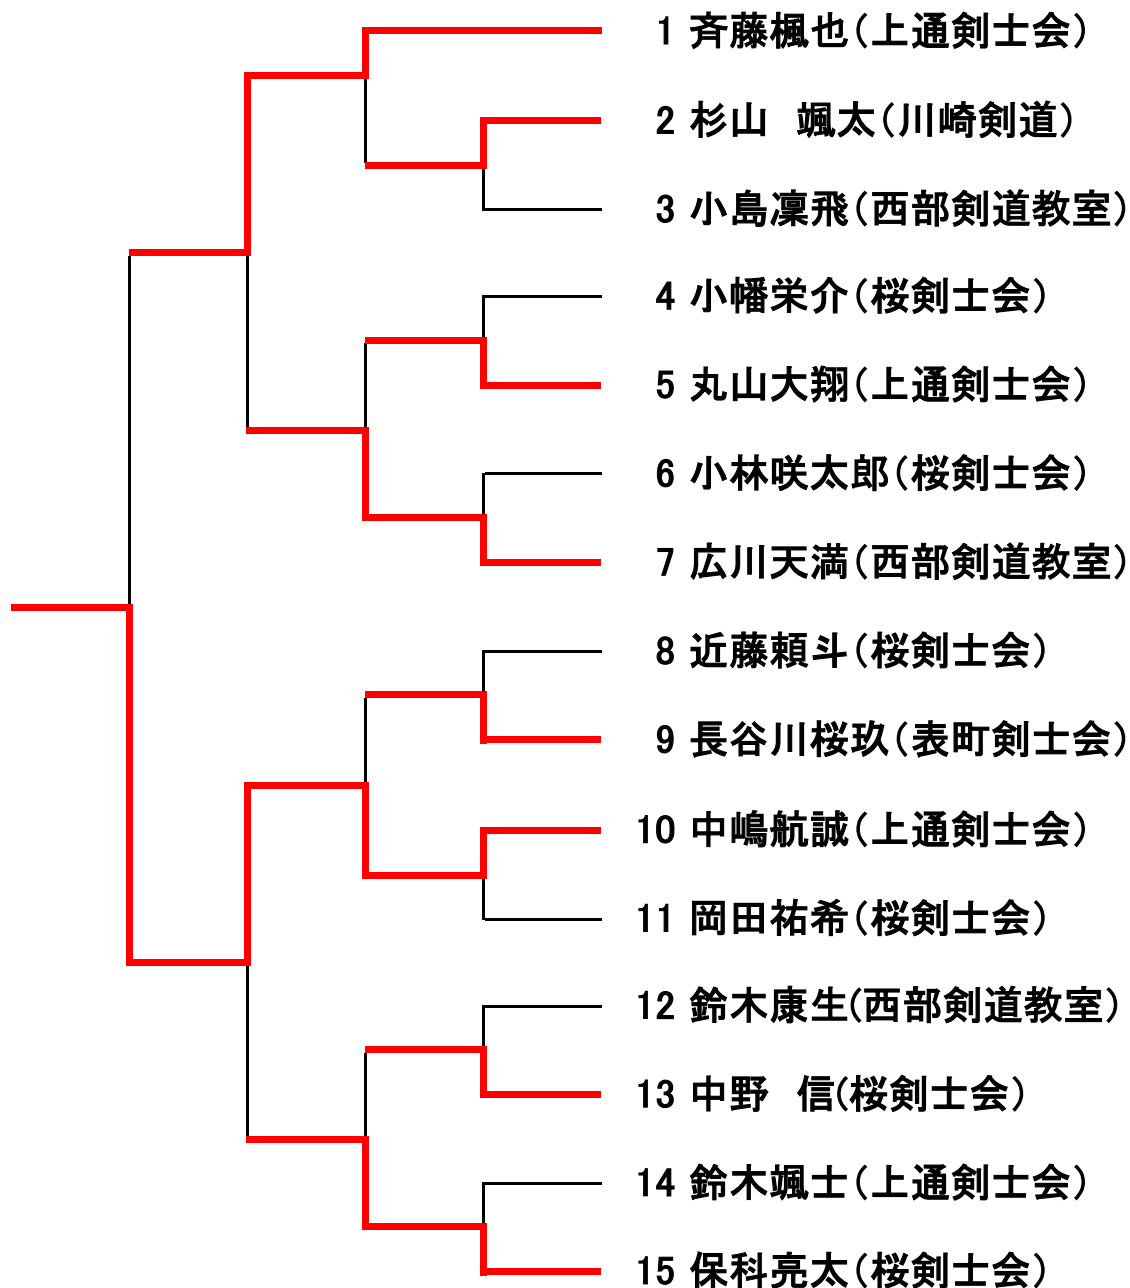 1 斉藤楓也(上通剣士会)
2 杉山　颯太(川崎剣道)
3 小島凜飛(西部剣道教室)
4 小幡栄介(桜剣士会)
5 丸山大翔(上通剣士会)
6 小林咲太郎(桜剣士会)
7 広川天満(西部剣道教室)
8 近藤頼斗(桜剣士会)
9 長谷川桜玖(表町剣士会)
10 中嶋航誠(上通剣士会)
11 岡田祐希(桜剣士会)
12 鈴木康生(西部剣道教室)
13 中野　信(桜剣士会)
14 鈴木颯士(上通剣士会)
15 保科亮太(桜剣士会)